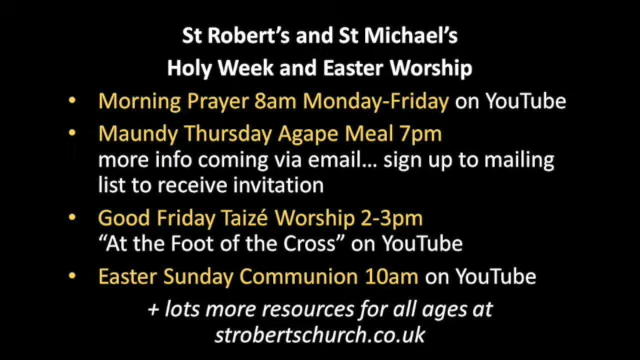 St Robert’s and St Michael’s
Holy Week and Easter Worship
• Morning Prayer 8am Monday-Friday on YouTube
• Maundy Thursday Agape Meal 7pm
more info coming via email… sign up to mailing
list to receive invitation
• Good Friday Taizé Worship 2-3pm
“At the Foot of the Cross” on YouTube
• Easter Sunday Communion 10am on YouTube
+ lots more resources for all ages at
strobertschurch.co.uk